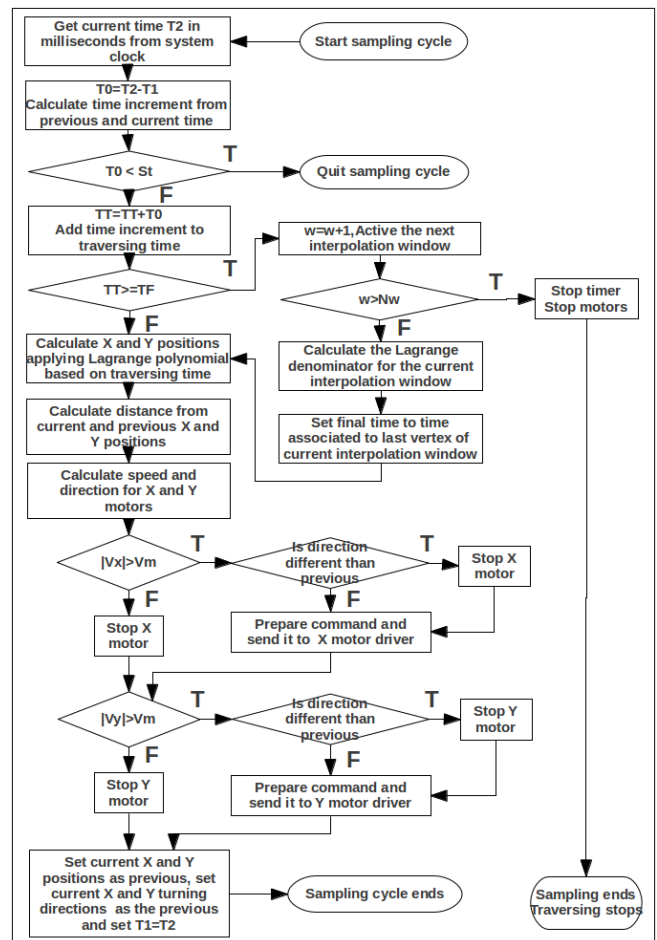 Get current time T2 in
milliseconds from system
clock
Start sampling cycle
T0=T2-T1
Calculate time increment from
previous and current time
T0 < St
T
Quit sampling cycle
F
TT=TT+T0
Add time increment to
traversing time
w=w+1,Active the next
interpolation window
TT>=TF
T
w>Nw
T
Stop timer
Stop motors
F
F
Calculate X and Y positions
applying Lagrange polynomial
based on traversing time
Calculate the Lagrange
denominator for the current
interpolation window
Calculate distance from
current and previous X and
Y positions
Set final time to time
associated to last vertex of
current interpolation window
Calculate speed and
direction for X and Y
motors
|Vx|>Vm
T
Is direction
different than
previous
T
Stop X
motor
F
F
Stop X
motor
Prepare command and
send it to X motor driver
|Vy|>Vm
T
Is direction
different than
previous
T
Stop Y
motor
F
F
Stop Y
motor
Prepare command and
send it to Y motor driver
Set current X and Y
positions as previous, set
current X and Y turning
directions as the previous
and set T1=T2
Sampling cycle ends
Sampling ends
Traversing stops